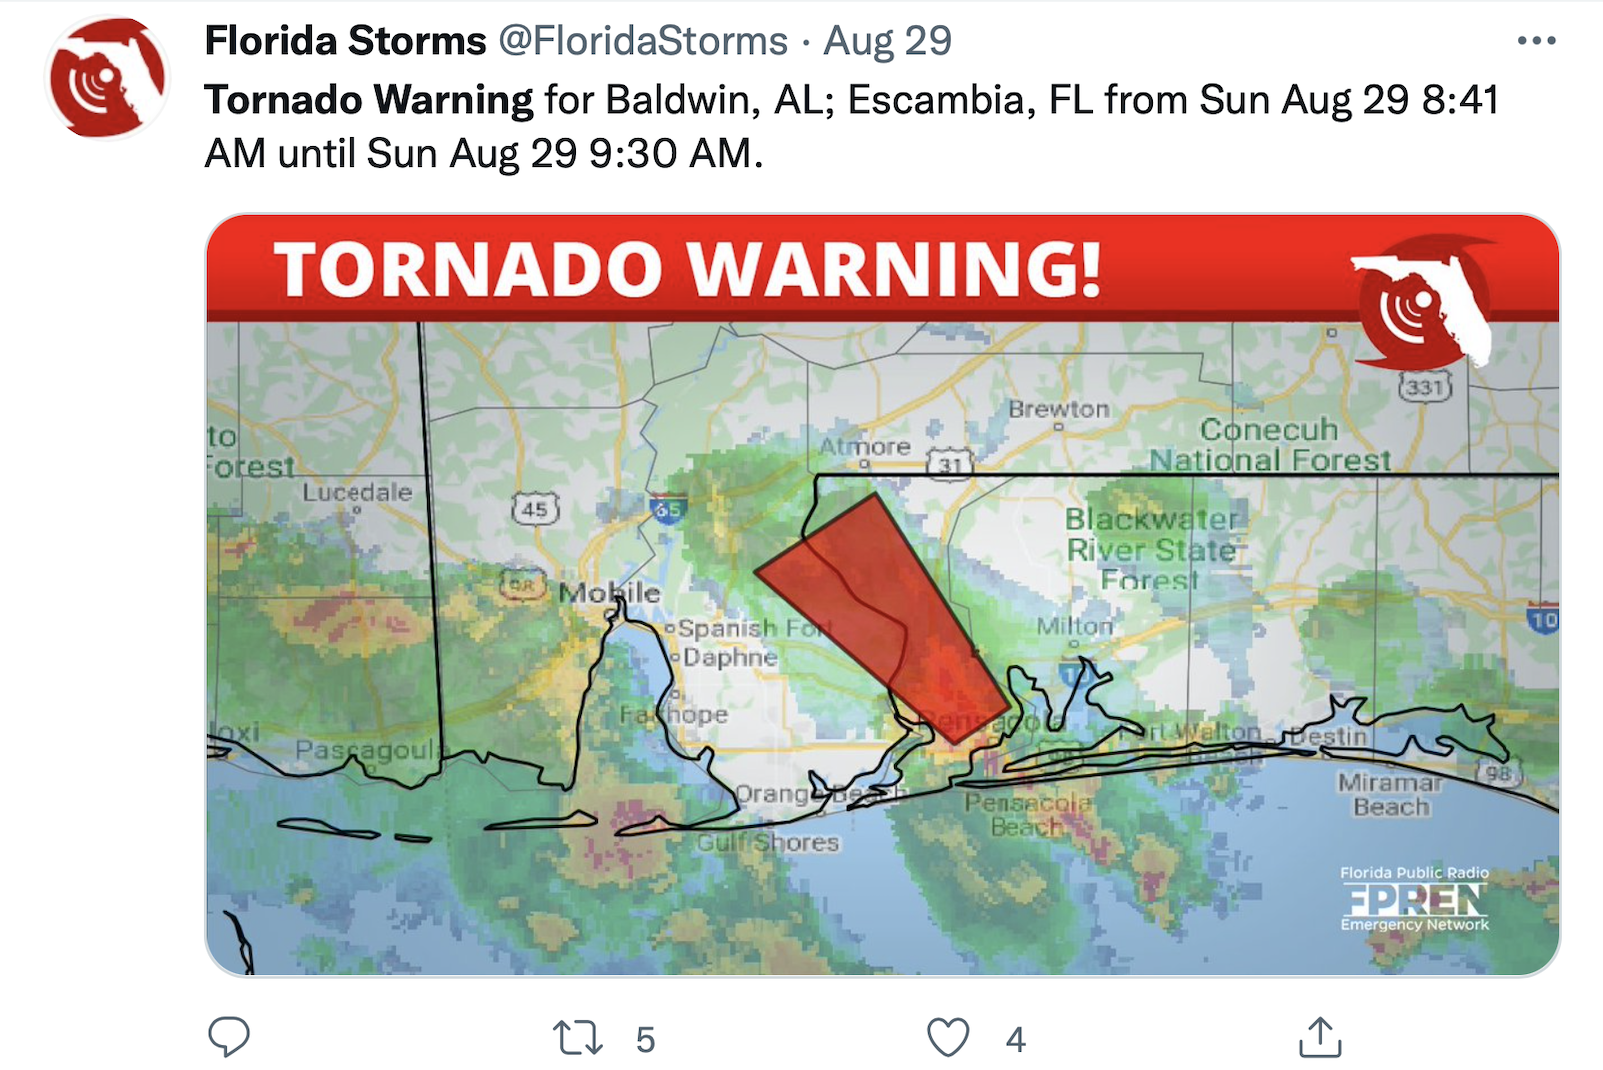 Florida Storms @FloridaStorms · Aug 29
Tornado Warning for Baldwin, AL; Escambia, FL from Sun Aug 29 8:41
AM until Sun Aug 29 9:30 AM.
TORNADO WARNING!
331
Brewton
to
Conecuh
Atmore
31
National Forest
Forest
Lucedale
45
65
Blackwater
River State
Forest
98
Mobile
10
Spanish Fort
Milton
Daphne
Fairhope
Pensacola
Fort Walton
Beach
Destin
Pascagoula
98
98
Miramar
Beach
Orange Beach
Pensacola
Beach
Gulf Shores
Florida Public Radio
FPREN
Emergency Network
5
4